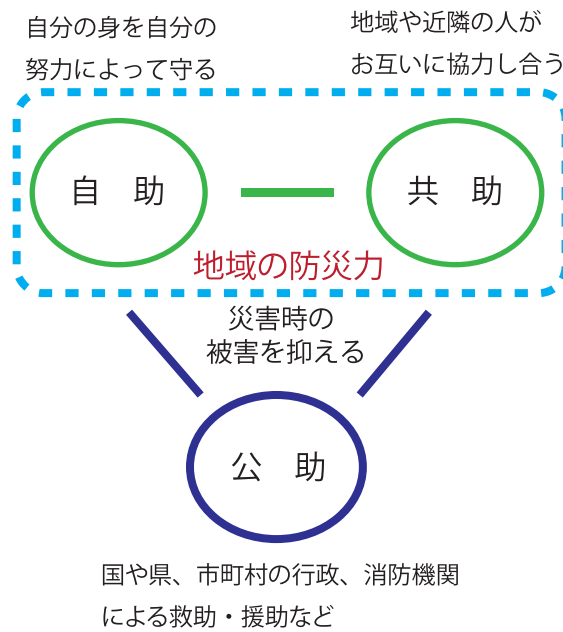 自分の身を自分の
努力によって守る
地域や近隣の人が
お互いに協力し合う
自　助
共　助
地域の防災力
災害時の
被害を抑える
公　助
国や県、市町村の行政、消防機関
による救助・援助など